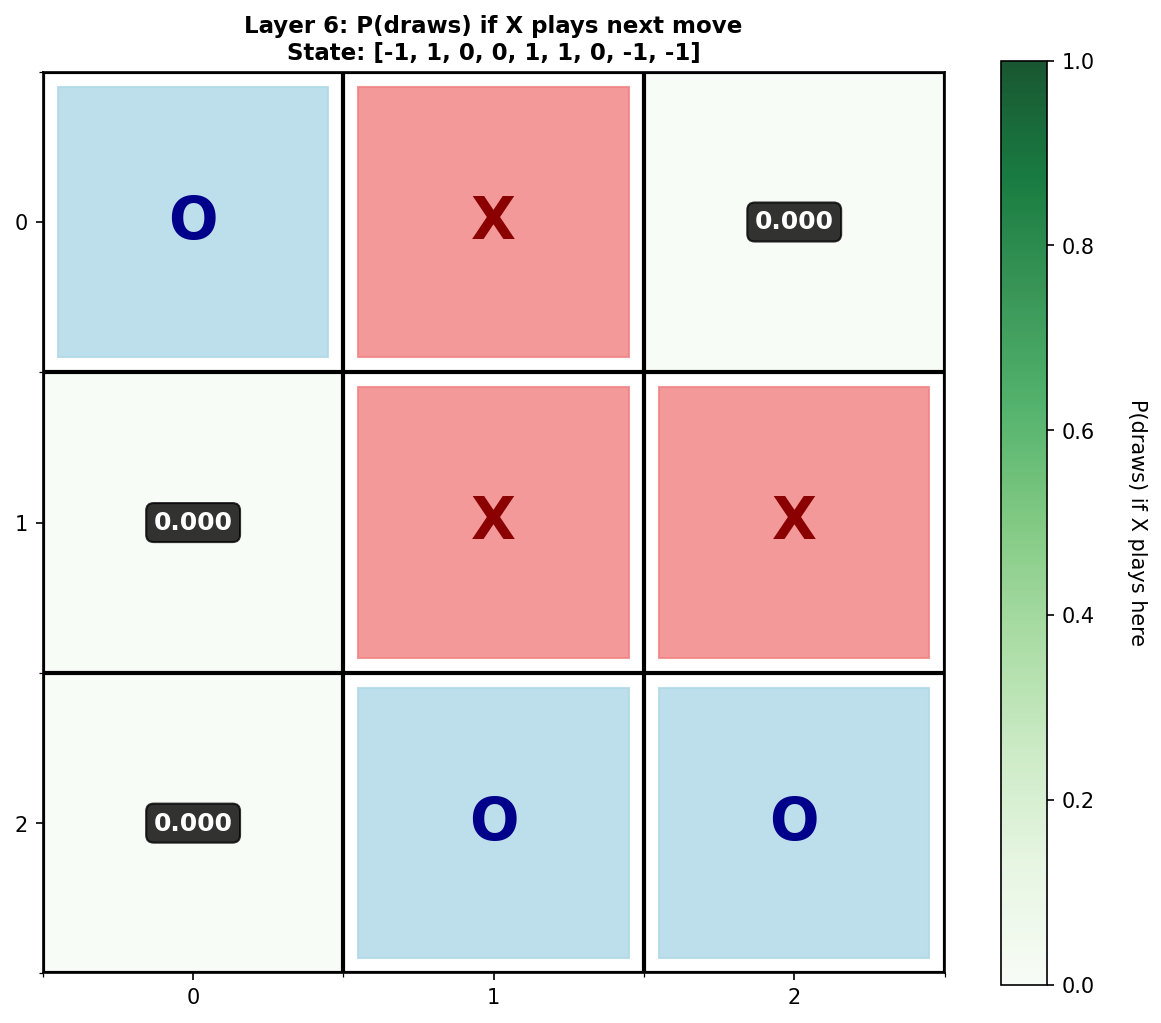 Layer 6: P(draws) if X plays next move
State: [-1, 1, 0, 0, 1, 1, 0, -1, -1]
1.0
0.8
0.6
0.4
0.2
0.0
P(draws) if X plays here
0
O
X
0.000
1
0.000
X
X
2
0.000
O
O
0
1
2